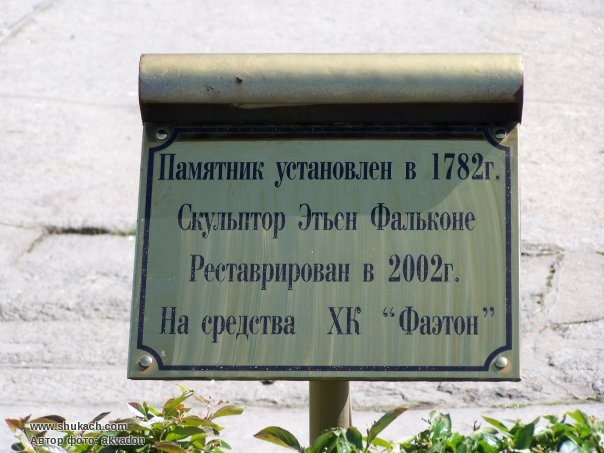 Памятник установлен в 1782г.
Скульптор Этьен Фальконе
Реставрирован в 2002г.
На средства ХК "Фаэтон"
www.shukach.com
Автор фото: akvadon